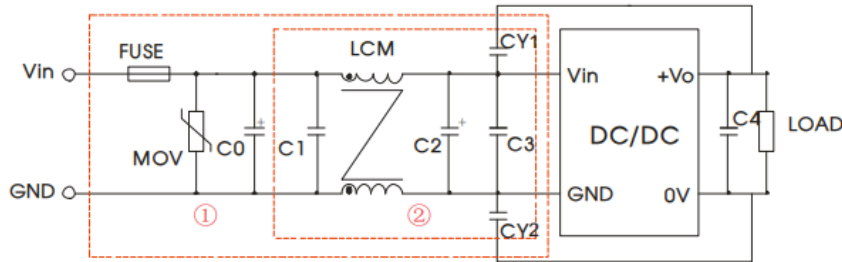 FUSE
LCM
CY1
Vin
Vin
+Vo
MOV
C0
+
C1
C2
+
C3
DC/DC
C4
LOAD
GND
①
②
GND
0V
CY2